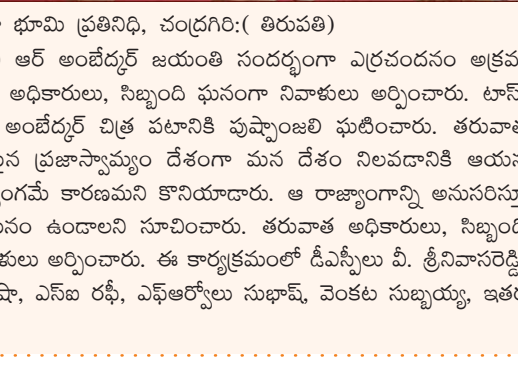 భూమి ప్రతినిధి, చంద్రగిరి:( తిరుపతి)
ఆర్ అంబేద్కర్ జయంతి సందర్భంగా ఎర్రచందనం అక్రమ
అధికారులు, సిబ్బంది ఘనంగా నివాళులు అర్పించారు. టాస్
అంబేద్కర్ చిత్ర పటానికి పుష్పాంజలి ఘటించారు. తరువాత
ప్రజాస్వామ్యం దేశంగా మన దేశం నిలవడానికి ఆయన
కారణమని కొనియాడారు. ఆ రాజ్యాంగాన్ని అనుసరిస్తూ
ఉండాలని సూచించారు. తరువాత అధికారులు, సిబ్బంది
అర్పించారు. ఈ కార్యక్రమంలో డీఎస్పీలు వీ. శ్రీనివాసరెడ్డి
ఎస్ఐ రఫీ, ఎఫ్ఆర్వోలు సుభాష్, వెంకట సుబ్బయ్య, ఇతర